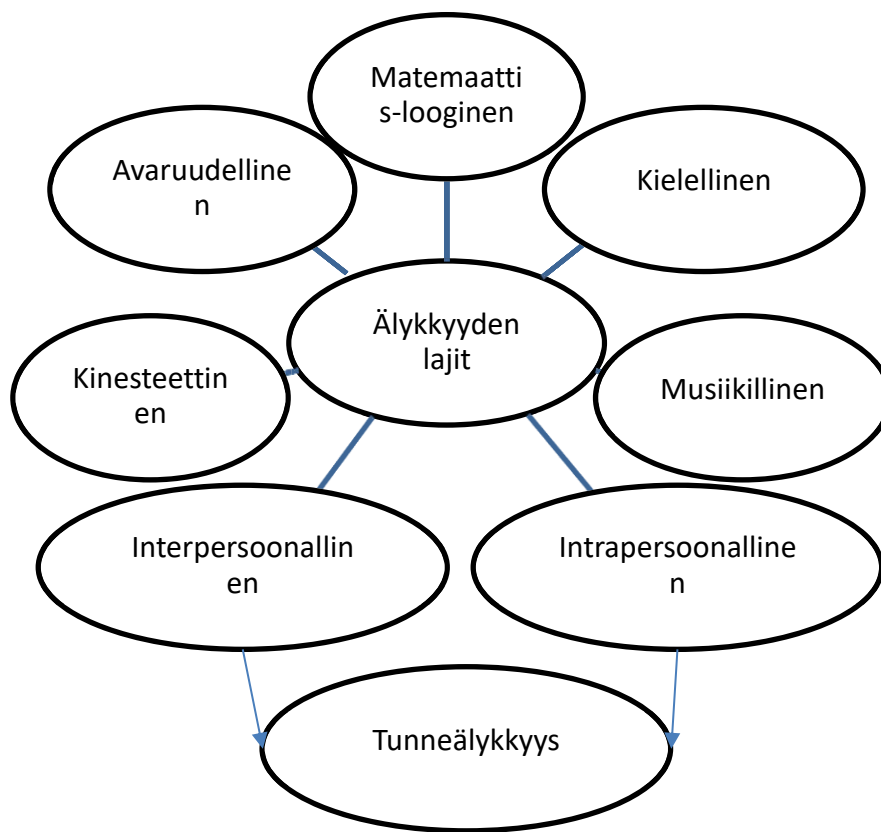 Matemaatti
s-looginen
Avaruudelline
n
Kielellinen
Älykkyyden
lajit
Kinesteettin
en
Musiikillinen
Interpersoonallin
en
Intrapersoonalline
n
Tunneälykkyys